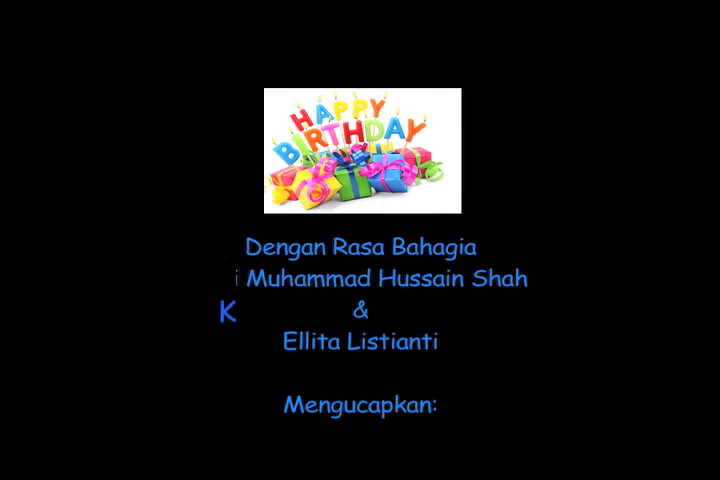 HAPPY
BIRTHDAY
Dengan Rasa Bahagia
i Muhammad Hussain Shah
K
&
Ellita Listianti
Mengucapkan: